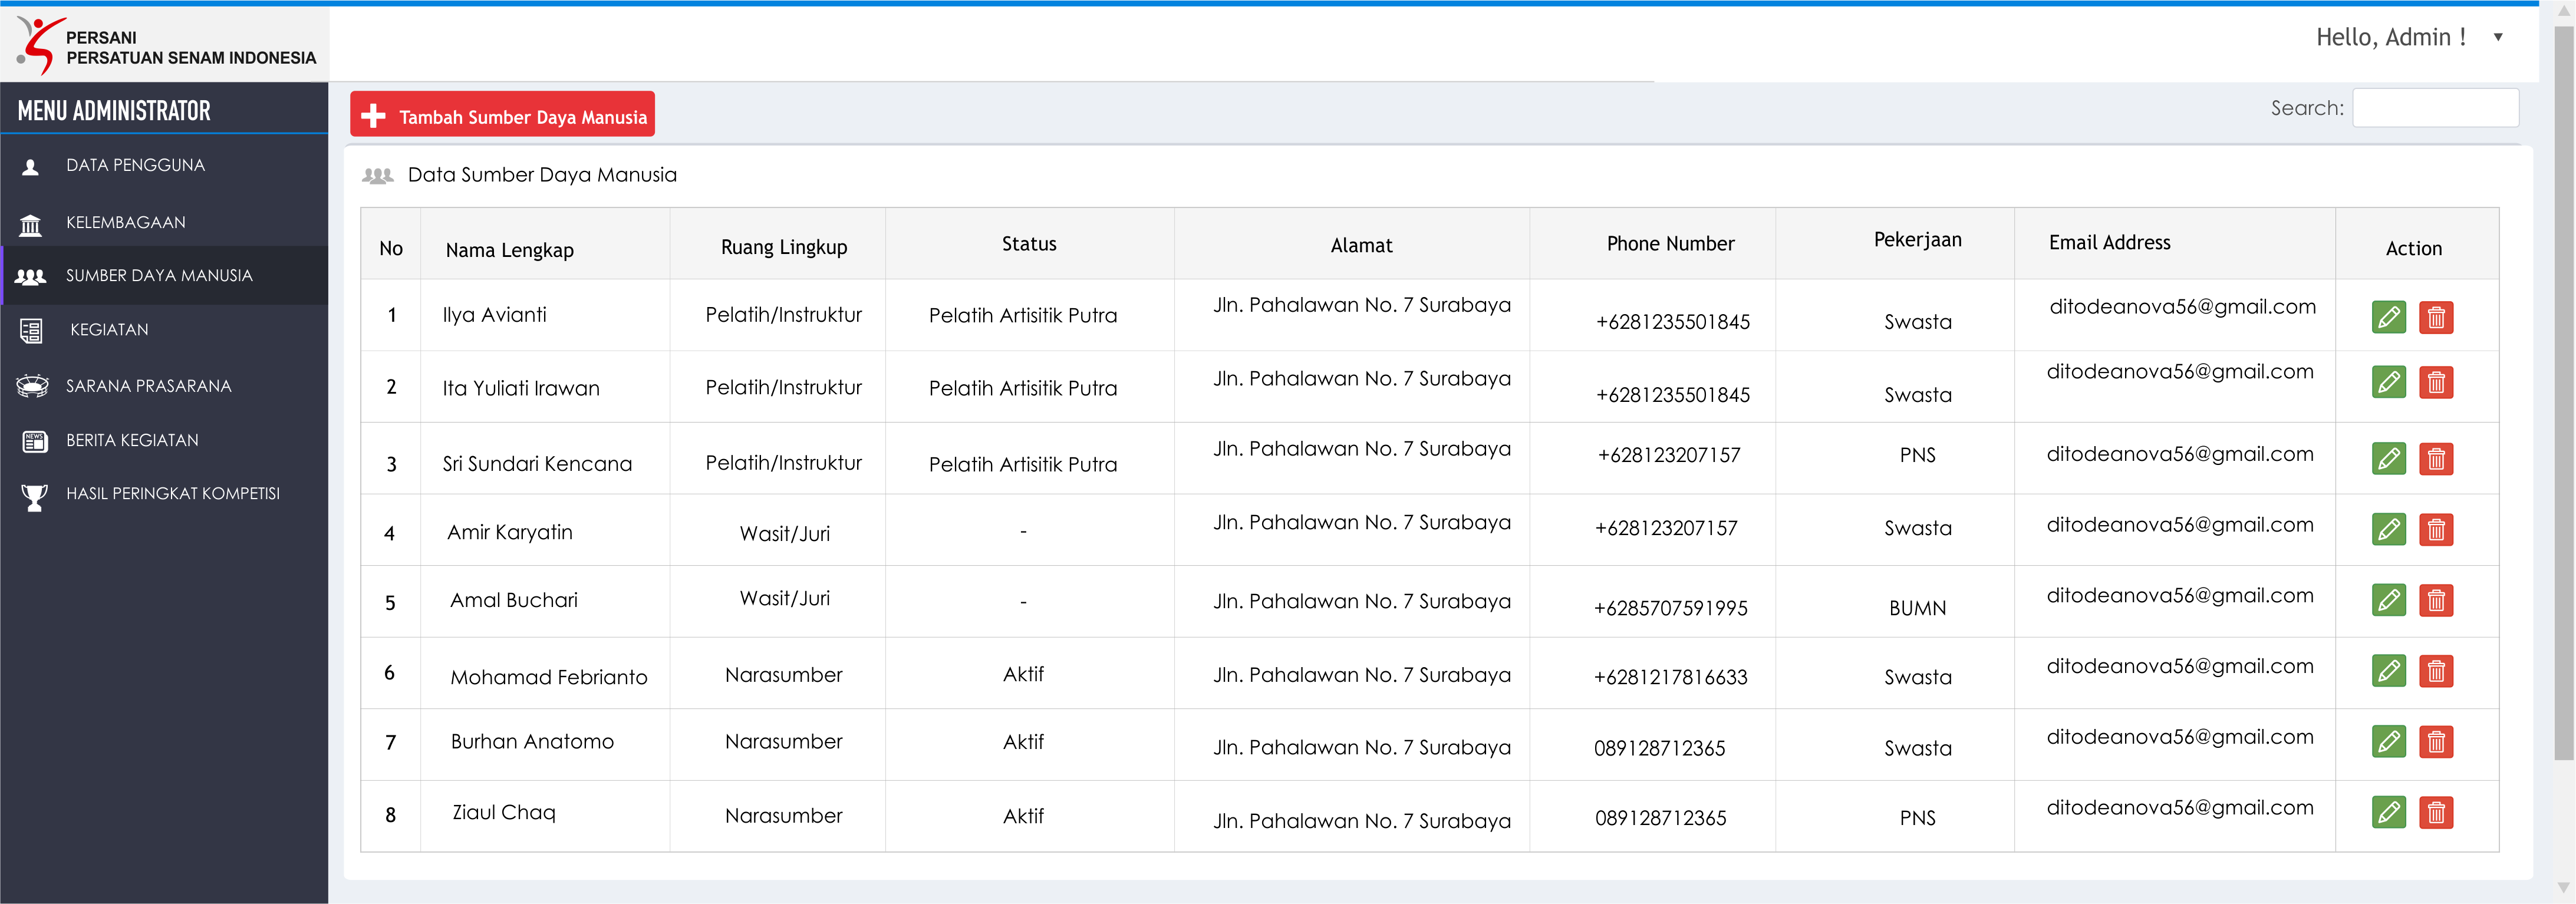 PERSANI
PERSATUAN SENAM INDONESIA
Hello, Admin !
MENU ADMINISTRATOR
DATA PENGGUNA
KELEMBAGAAN
SUMBER DAYA MANUSIA
KEGIATAN
SARANA PRASARANA
NEWS
BERITA KEGIATAN
HASIL PERINGKAT KOMPETISI
Tambah Sumber Daya Manusia
Search:
Data Sumber Daya Manusia
No Nama Lengkap Ruang Lingkup Status Alamat Phone Number Pekerjaan Email Address Action
1 Ilya Avianti Pelatih/Instruktur Pelatih Artisitik Putra Jln. Pahalawan No. 7 Surabaya +6281235501845 Swasta ditodeanova56@gmail.com
2 Ita Yuliati Irawan Pelatih/Instruktur Pelatih Artisitik Putra Jln. Pahalawan No. 7 Surabaya +6281235501845 Swasta ditodeanova56@gmail.com
3 Sri Sundari Kencana Pelatih/Instruktur Pelatih Artisitik Putra Jln. Pahalawan No. 7 Surabaya +628123207157 PNS ditodeanova56@gmail.com
4 Amir Karyatin Wasit/Juri - Jln. Pahalawan No. 7 Surabaya +628123207157 Swasta ditodeanova56@gmail.com
5 Amal Buchari Wasit/Juri - Jln. Pahalawan No. 7 Surabaya +6285707591995 BUMN ditodeanova56@gmail.com
6 Mohamad Febrianto Narasumber Aktif Jln. Pahalawan No. 7 Surabaya +6281217816633 Swasta ditodeanova56@gmail.com
7 Burhan Anatomo Narasumber Aktif Jln. Pahalawan No. 7 Surabaya 089128712365 Swasta ditodeanova56@gmail.com
8 Ziaul Chaq Narasumber Aktif Jln. Pahalawan No. 7 Surabaya 089128712365 PNS ditodeanova56@gmail.com